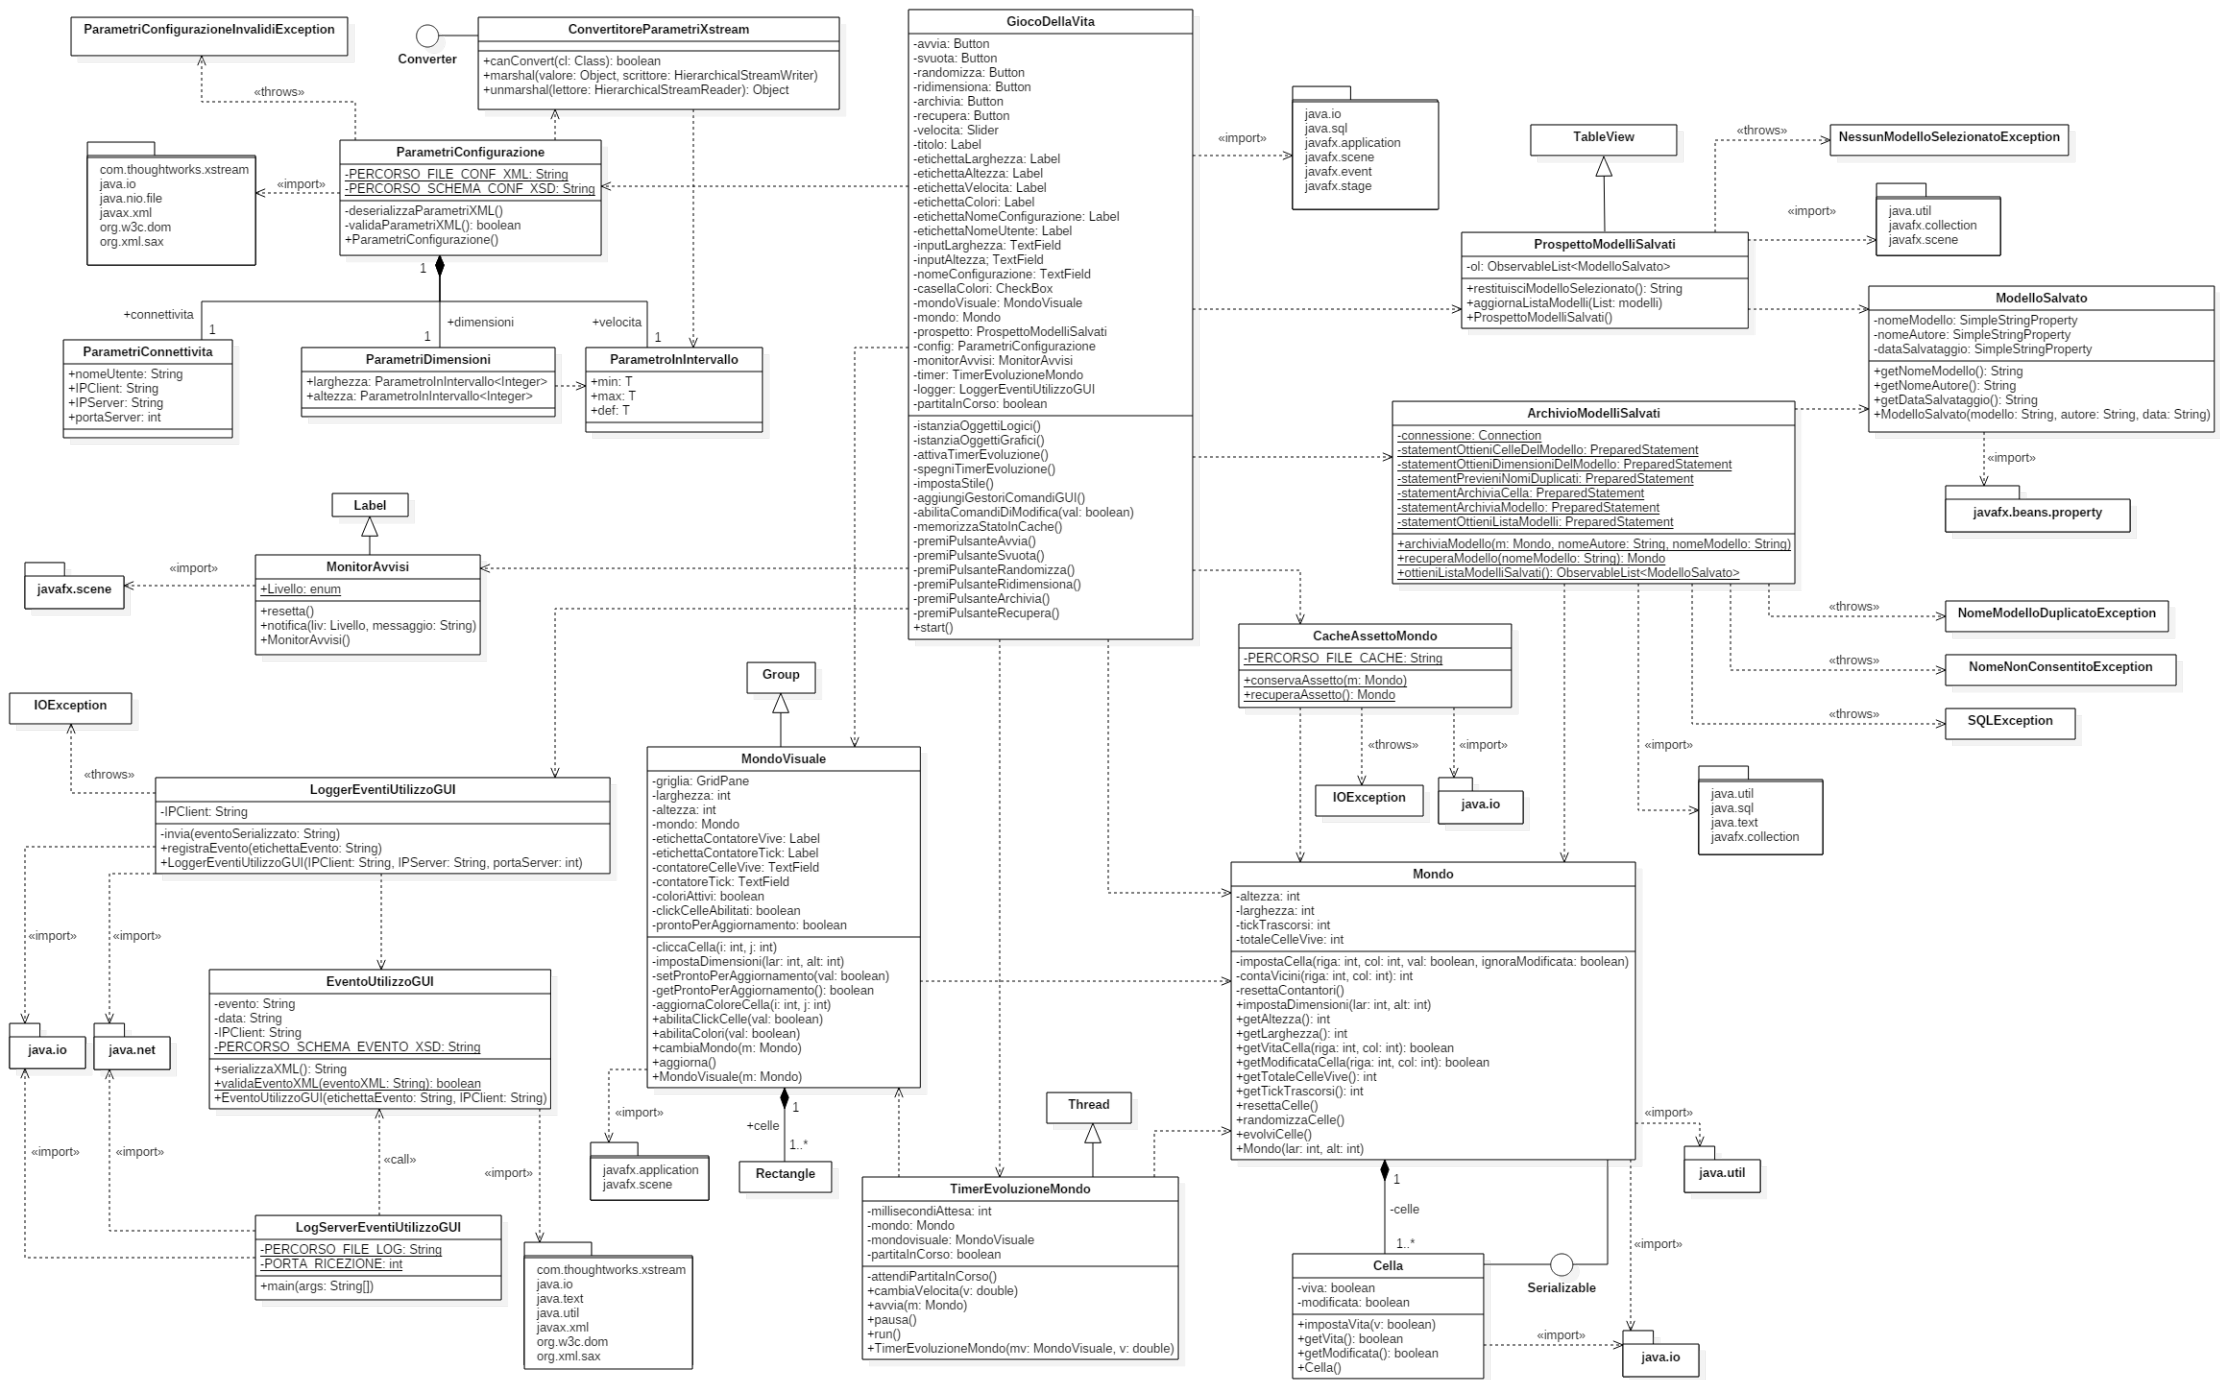 ParametriConfigurazioneInvalidiException
«throws»
Converter
ConvertitoreParametriXstream
+canConvert(cl: Class): boolean
+marshal(valore: Object, scrittore: HierarchicalStreamWriter)
+unmarshal(lettore: HierarchicalStreamReader): Object
com.thoughtworks.xstream
java.io
java.nio.file
javax.xml
org.w3c.dom
org.xml.sax
«import»
ParametriConfigurazione
-PERCORSO_FILE_CONF_XML: String
-PERCORSO_SCHEMA_CONF_XSD: String
-deserializzaParametriXML()
-validaParametriXML(): boolean
+ParametriConfigurazione()
1
+connettivita
1
+dimensioni
1
+velocita
1
ParametriConnettivita
+nomeUtente: String
+IPClient: String
+IPServer: String
+portaServer: int
ParametriDimensioni
+larghezza: ParametroInIntervallo<Integer>
+altezza: ParametroInIntervallo<Integer>
ParametroInIntervallo
+min: T
+max: T
+def: T
GiocoDellaVita
-avvia: Button
-svuota: Button
-randomizza: Button
-ridimensiona: Button
-archivia: Button
-recupera: Button
-velocita: Slider
-titolo: Label
-etichettaLarghezza: Label
-etichettaAltezza: Label
-etichettaVelocita: Label
-etichettaColori: Label
-etichettaNomeConfigurazione: Label
-etichettaNomeUtente: Label
-inputLarghezza: TextField
-inputAltezza; TextField
-nomeConfigurazione: TextField
-casellaColori: CheckBox
-mondoVisuale: MondoVisuale
-mondo: Mondo
-prospetto: ProspettoModelliSalvati
-config: ParametriConfigurazione
-monitorAvvisi: MonitorAvvisi
-timer: TimerEvoluzioneMondo
-logger: LoggerEventiUtilizzoGUI
-partitaInCorso: boolean
-istanziaOggettiLogici()
-istanziaOggettiGrafici()
-attivaTimerEvoluzione()
-spegniTimerEvoluzione()
-impostaStile()
-aggiungiGestoriComandiGUI()
-abilitaComandiDiModifica(val: boolean)
-memorizzaStatoInCache()
-premiPulsanteAvvia()
-premiPulsanteSvuota()
-premiPulsanteRandomizza()
-premiPulsanteRidimensiona()
-premiPulsanteArchivia()
-premiPulsanteRecupera()
+start()
«import»
java.io
java.sql
javafx.application
javafx.scene
javafx.event
javafx.stage
TableView
«throws»
NessunModelloSelezionatoException
«import»
java.util
javafx.collection
javafx.scene
ProspettoModelliSalvati
-ol: ObservableList<ModelloSalvato>
+restituisciModelloSelezionato(): String
+aggiornaListaModelli(List: modelli)
+ProspettoModelliSalvati()
ModelloSalvato
-nomeModello: SimpleStringProperty
-nomeAutore: SimpleStringProperty
-dataSalvataggio: SimpleStringProperty
+getNomeModello(): String
+getNomeAutore(): String
+getDataSalvataggio(): String
+ModelloSalvato(modello: String, autore: String, data: String)
«import»
javafx.beans.property
ArchivioModelliSalvati
-connessione: Connection
-statementOttieniCelleDelModello: PreparedStatement
-statementOttieniDimensioniDelModello: PreparedStatement
-statementPrevieniNomiDuplicati: PreparedStatement
-statementArchiviaCella: PreparedStatement
-statementArchiviaModello: PreparedStatement
-statementOttieniListaModelli: PreparedStatement
+archiviaModello(m: Mondo, nomeAutore: String, nomeModello: String)
+recuperaModello(nomeModello: String): Mondo
+ottieniListaModelliSalvati(): ObservableList<ModelloSalvato>
«throws»
NomeModelloDuplicatoException
«throws»
NomeNonConsentitoException
«throws»
SQLException
«import»
java.util
java.sql
java.text
javafx.collection
Label
MonitorAvvisi
+Livello: enum
+resetta()
+notifica(liv: Livello, messaggio: String)
+MonitorAvvisi()
«import»
javafx.scene
CacheAssettoMondo
-PERCORSO_FILE_CACHE: String
+conservaAssetto(m: Mondo)
+recuperaAssetto(): Mondo
«throws»
IOException
«import»
java.io
IOException
«throws»
LoggerEventiUtilizzoGUI
-IPClient: String
-invia(eventoSerializzato: String)
+registraEvento(etichettaEvento: String)
+LoggerEventiUtilizzoGUI(IPClient: String, IPServer: String, portaServer: int)
«import»
«import»
java.io
java.net
EventoUtilizzoGUI
-evento: String
-data: String
-IPClient: String
-PERCORSO_SCHEMA_EVENTO_XSD: String
+serializzaXML(): String
+validaEventoXML(eventoXML: String): boolean
+EventoUtilizzoGUI(etichettaEvento: String, IPClient: String)
«import»
«import»
«call»
«import»
LogServerEventiUtilizzoGUI
-PERCORSO_FILE_LOG: String
-PORTA_RICEZIONE: int
+main(args: String[])
com.thoughtworks.xstream
java.io
java.text
java.util
javax.xml
org.w3c.dom
org.xml.sax
Group
MondoVisuale
-griglia: GridPane
-larghezza: int
-altezza: int
-mondo: Mondo
-etichettaContatoreVive: Label
-etichettaContatoreTick: Label
-contatoreCelleVive: TextField
-contatoreTick: TextField
-coloriAttivi: boolean
-clickCelleAbilitati: boolean
-prontoPerAggiornamento: boolean
-cliccaCella(i: int, j: int)
-impostaDimensioni(lar: int, alt: int)
-setProntoPerAggiornamento(val: boolean)
-getProntoPerAggiornamento(): boolean
-aggiornaColoreCella(i: int, j: int)
+abilitaClickCelle(val: boolean)
+abilitaColori(val: boolean)
+cambiaMondo(m: Mondo)
+aggiorna()
+MondoVisuale(m: Mondo)
«import»
javafx.application
javafx.scene
1
+celle
1..*
Rectangle
Thread
TimerEvoluzioneMondo
-millisecondiAttesa: int
-mondo: Mondo
-mondovisuale: MondoVisuale
-partitaInCorso: boolean
-attendiPartitaInCorso()
+cambiaVelocita(v: double)
+avvia(m: Mondo)
+pausa()
+run()
+TimerEvoluzioneMondo(mv: MondoVisuale, v: double)
Mondo
-altezza: int
-larghezza: int
-tickTrascorsi: int
-totaleCelleVive: int
-impostaCella(riga: int, col: int, val: boolean, ignoraModificata: boolean)
-contaVicini(riga: int, col: int): int
-resettaContantori()
+impostaDimensioni(lar: int, alt: int)
+getAltezza(): int
+getLarghezza(): int
+getVitaCella(riga: int, col: int): boolean
+getModificataCella(riga: int, col: int): boolean
+getTotaleCelleVive(): int
+getTickTrascorsi(): int
+resettaCelle()
+randomizzaCelle()
+evolviCelle()
+Mondo(lar: int, alt: int)
«import»
java.util
1
-celle
1..*
Cella
-viva: boolean
-modificata: boolean
+impostaVita(v: boolean)
+getVita(): boolean
+getModificata(): boolean
+Cella()
Serializable
«import»
«import»
java.io